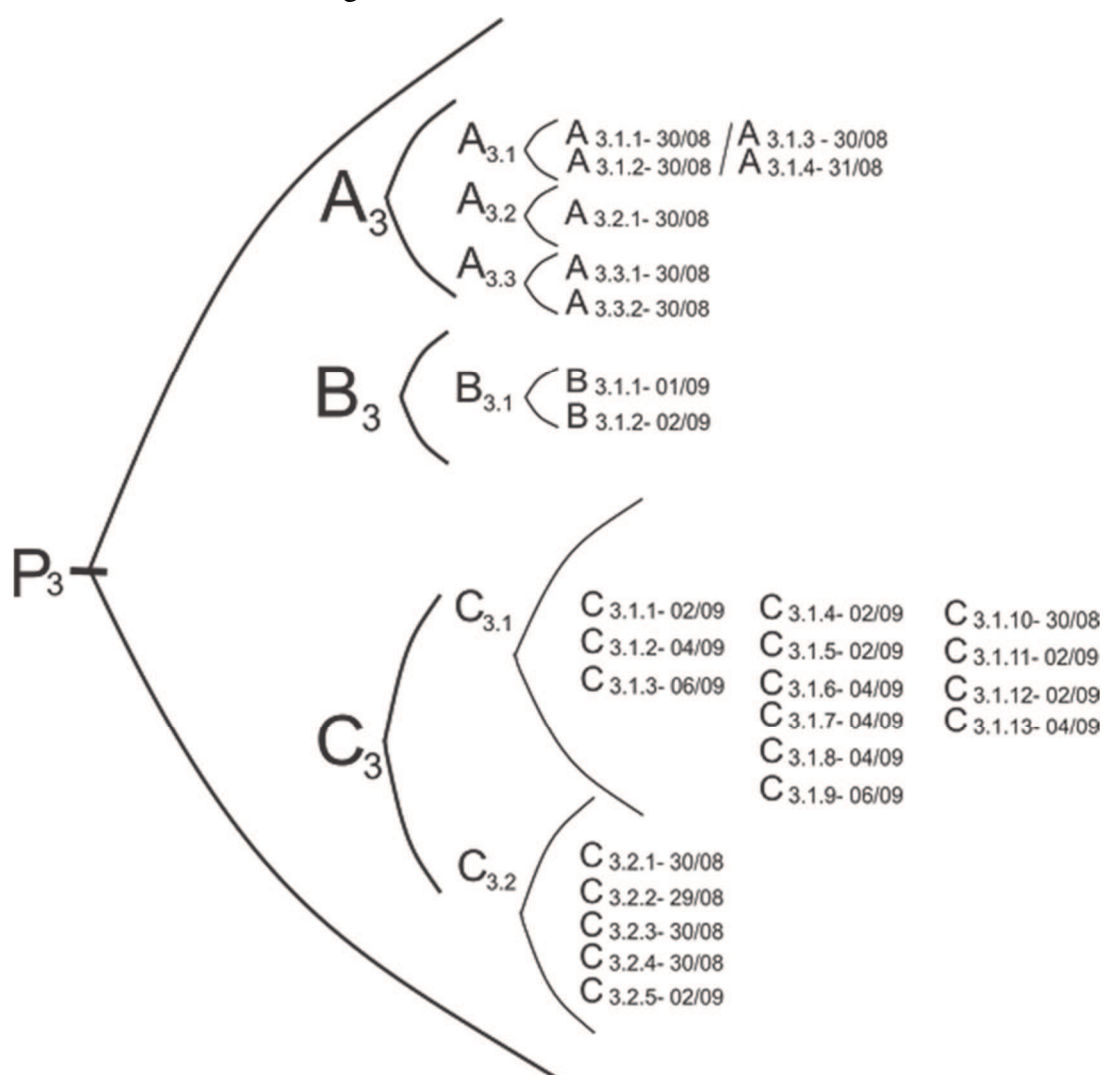 A3.1
A 3.1.1- 30/08 / A 3.1.3 - 30/08
A 3.1.2- 30/08 / A 3.1.4- 31/08
A3
A3.2
A 3.2.1- 30/08
A3.3
A 3.3.1- 30/08
A 3.3.2- 30/08
B3
B3.1
B 3.1.1- 01/09
B 3.1.2- 02/09
P3
C3
C3.1
C 3.1.1- 02/09 C 3.1.4- 02/09 C 3.1.10- 30/08
C 3.1.2- 04/09 C 3.1.5- 02/09 C 3.1.11- 02/09
C 3.1.3- 06/09 C 3.1.6- 04/09 C 3.1.12- 02/09
C 3.1.7- 04/09 C 3.1.13- 04/09
C 3.1.8- 04/09
C 3.1.9- 06/09
C3.2
C 3.2.1- 30/08
C 3.2.2- 29/08
C 3.2.3- 30/08
C 3.2.4- 30/08
C 3.2.5- 02/09